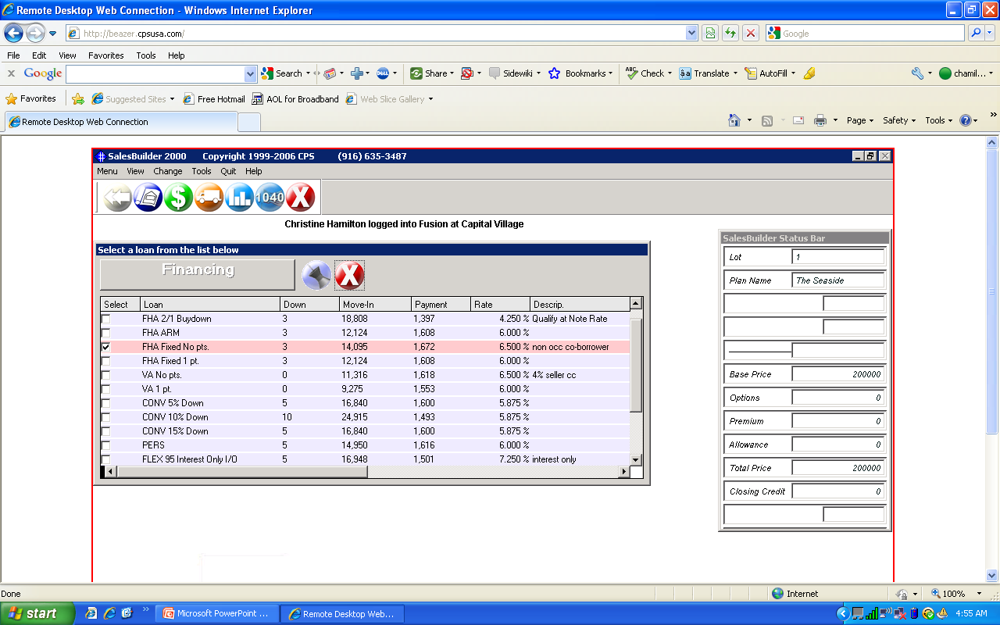 Remote Desktop Web Connection - Windows Internet Explorer
http://beazer.cpsusa.com/
Google
File Edit View Favorites Tools Help
x Google Search Share Sidewiki Bookmarks Check Translate AutoFill chamil...
Favorites Suggested Sites Free Hotmail AOL for Broadband Web Slice Gallery
Remote Desktop Web Connection
Page Safety Tools
SalesBuilder 2000 Copyright 1999-2006 CPS (916) 635-3487
Menu View Change Tools Quit Help
$ 1040 X
Christine Hamilton logged into Fusion at Capital Village
Select a loan from the list below
Financing
Select Loan Down Move-In Payment Rate Descrip.
FHA 2/1 Buydown 3 18,808 1,397 4.250 % Qualify at Note Rate
FHA ARM 3 12,124 1,608 6.000 %
FHA Fixed No pts. 3 14,095 1,672 6.500 % non occ co-borrower
FHA Fixed 1 pt. 3 12,124 1,608 6.000 %
VA No pts. 0 11,316 1,618 6.500 % 4% seller cc
VA 1 pt. 0 9,275 1,553 6.000 %
CONV 5% Down 5 16,840 1,600 5.875 %
CONV 10% Down 10 24,915 1,493 5.875 %
CONV 15% Down 5 16,840 1,600 5.875 %
PERS 5 14,950 1,616 6.000 %
FLEX 95 Interest Only I/O 5 16,948 1,501 7.250 % interest only
SalesBuilder Status Bar
Lot 1
Plan Name The Seaside
Base Price 200000
Options 0
Premium 0
Allowance 0
Total Price 200000
Closing Credit 0
Done Internet 100%
start Microsoft PowerPoint ... Remote Desktop Web... 4:55 AM